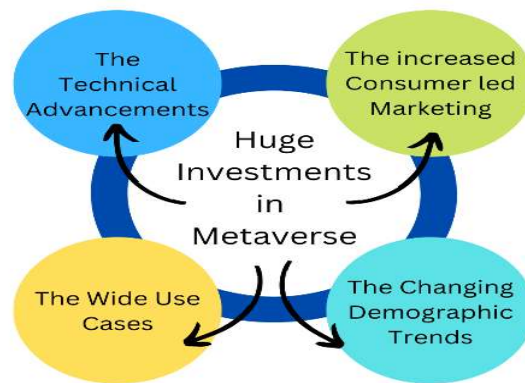 The
Technical
Advancements
The increased
Consumer led
Marketing
Huge
Investments
in
Metaverse
The Wide Use
Cases
The Changing
Demographic
Trends